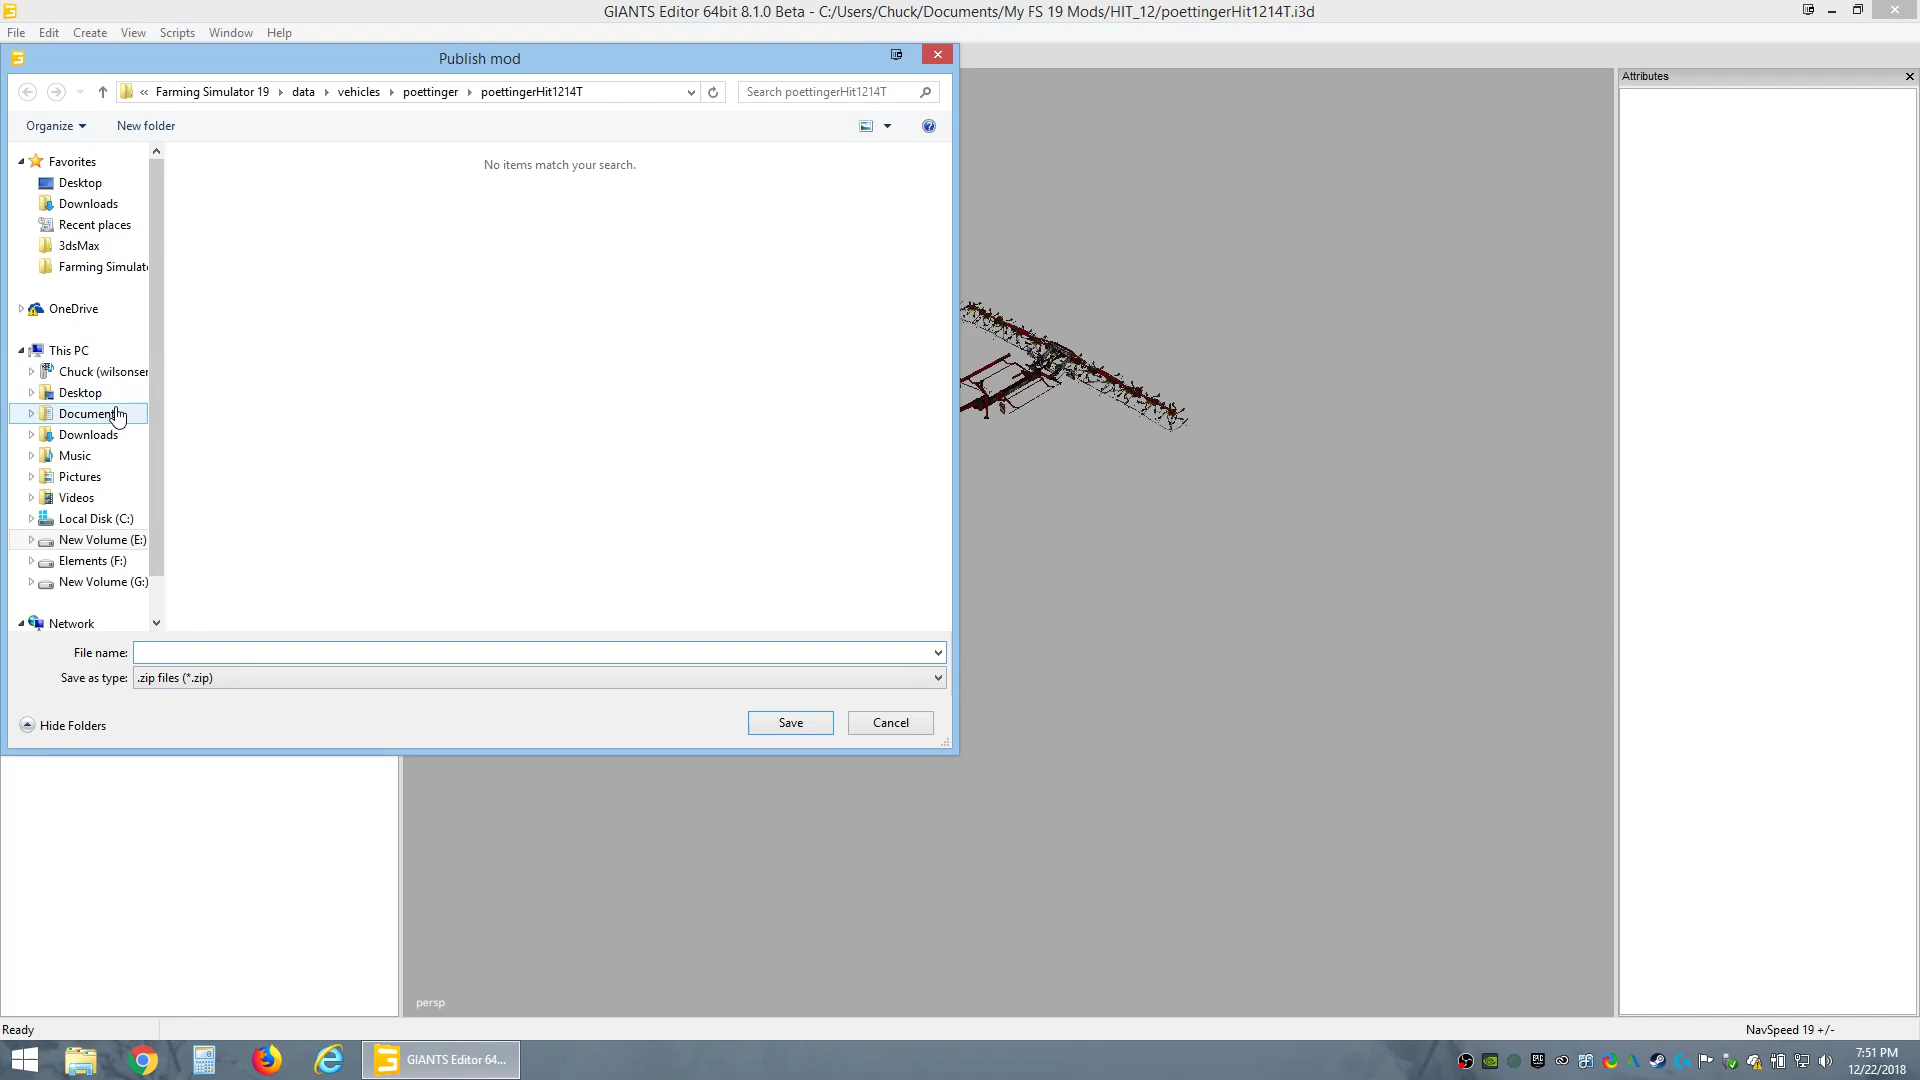 GIANTS Editor 64bit 8.1.0 Beta - C:/Users/Chuck/Documents/My FS 19 Mods/HIT_12/poettingerHit1214T.i3d
File Edit Create View Scripts Window Help
Publish mod
Attributes
« Farming Simulator 19 data vehicles poettinger poettingerHit1214T
Search poettingerHit1214T
Organize New folder
No items match your search.
Favorites
Desktop
Downloads
Recent places
3dsMax
Farming Simulat
OneDrive
This PC
Chuck (wilsonser
Desktop
Document
Downloads
Music
Pictures
Videos
Local Disk (C:)
New Volume (E:)
Elements (F:)
New Volume (G:)
Network
File name:
Save as type: .zip files (*.zip)
Hide Folders
Save
Cancel
persp
Ready
NavSpeed 19 +/-
GIANTS Editor 64...
7:51 PM
12/22/2018